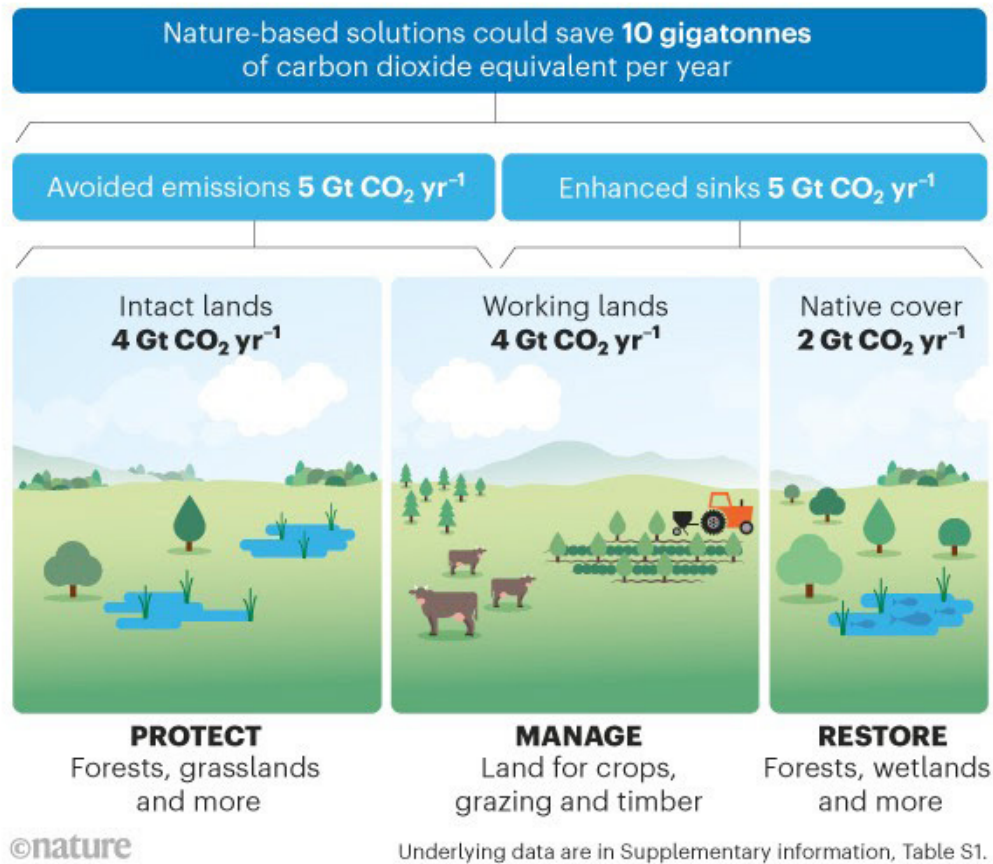 Nature-based solutions could save 10 gigatonnes
of carbon dioxide equivalent per year
Avoided emissions 5 Gt CO₂ yr⁻¹
Enhanced sinks 5 Gt CO₂ yr⁻¹
Intact lands
4 Gt CO₂ yr⁻¹
Working lands
4 Gt CO₂ yr⁻¹
Native cover
2 Gt CO₂ yr⁻¹
PROTECT
Forests, grasslands
and more
MANAGE
Land for crops,
grazing and timber
RESTORE
Forests, wetlands
and more
©nature
Underlying data are in Supplementary information, Table S1.